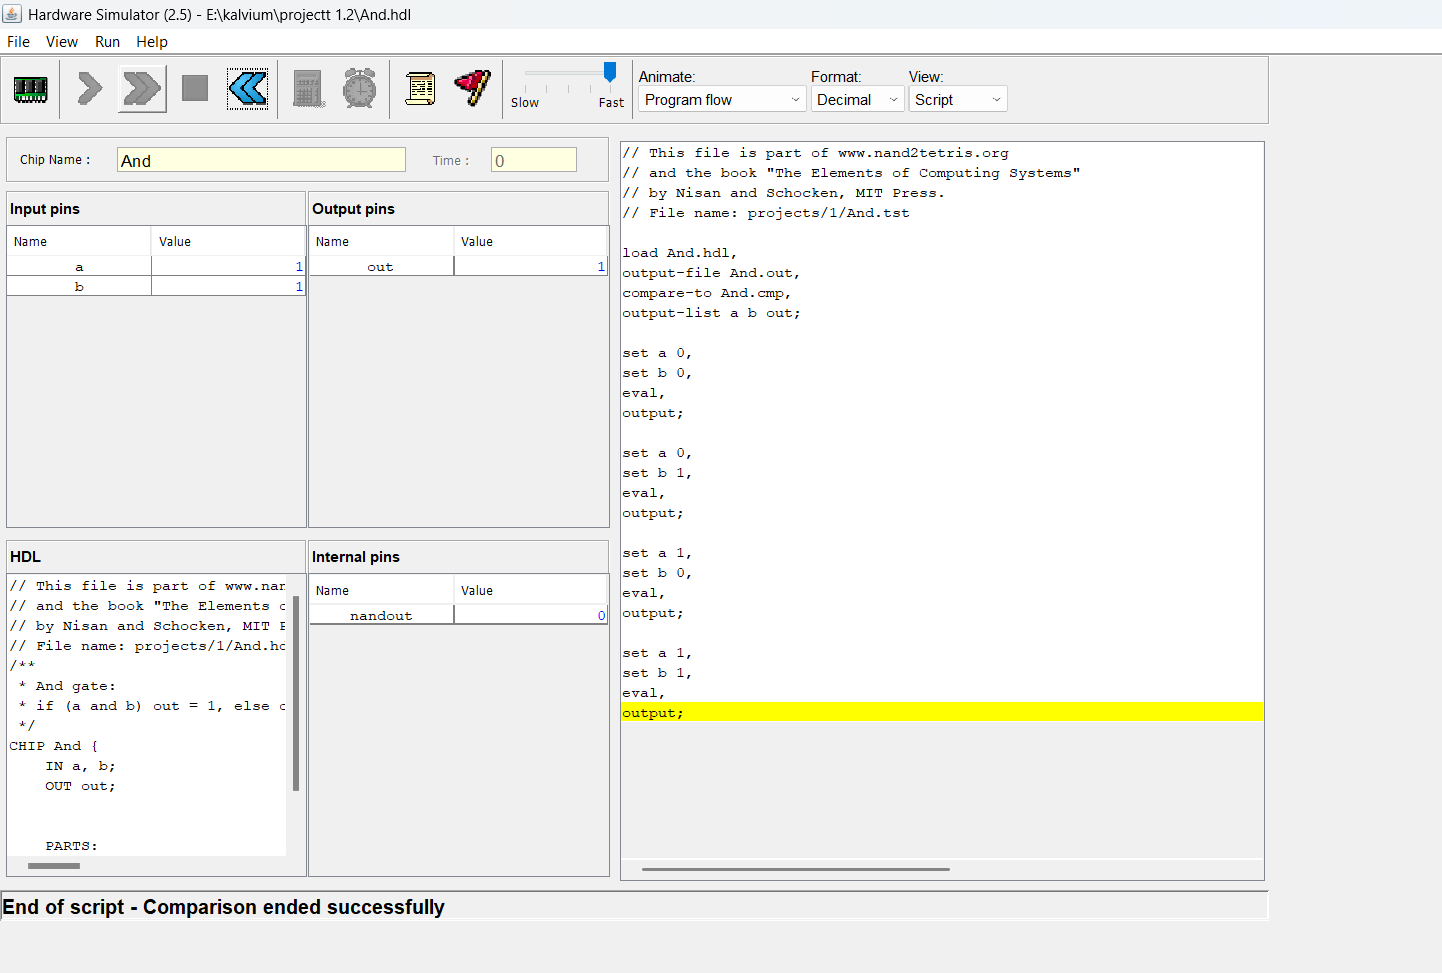 Hardware Simulator (2.5) - E:\kalvium\projectt 1.2\And.hdl
File View Run Help
Slow Fast
Animate: Format: View:
Program flow Decimal Script
Chip Name : And Time : 0
Input pins
Name Value
a 1
b 1
Output pins
Name Value
out 1
HDL
// This file is part of www.nan
// and the book "The Elements o
// by Nisan and Schocken, MIT P
// File name: projects/1/And.hd
/**
* And gate:
* if (a and b) out = 1, else o
*/
CHIP And {
IN a, b;
OUT out;
PARTS:
Internal pins
Name Value
nandout 0
// This file is part of www.nand2tetris.org
// and the book "The Elements of Computing Systems"
// by Nisan and Schocken, MIT Press.
// File name: projects/1/And.tst
load And.hdl,
output-file And.out,
compare-to And.cmp,
output-list a b out;
set a 0,
set b 0,
eval,
output;
set a 0,
set b 1,
eval,
output;
set a 1,
set b 0,
eval,
output;
set a 1,
set b 1,
eval,
output;
End of script - Comparison ended successfully